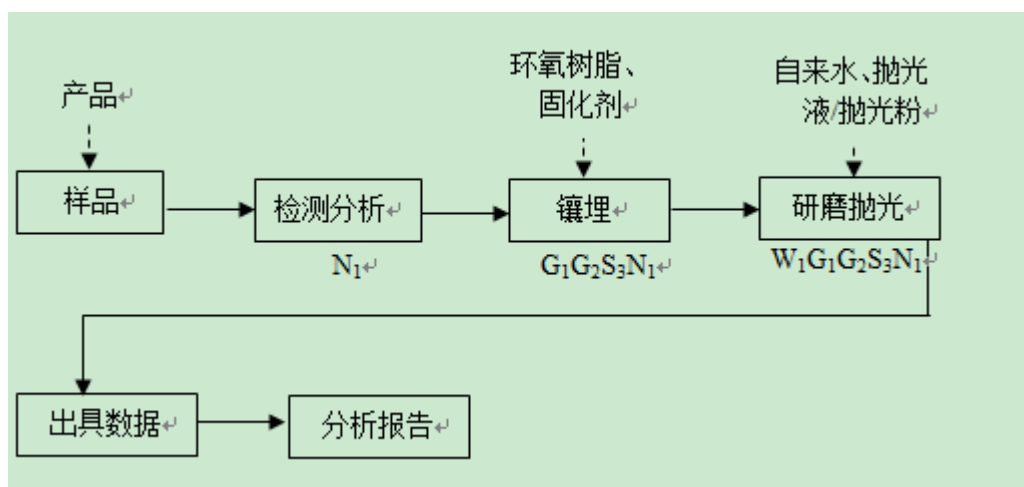 产品
环氧树脂、
固化剂
自来水、抛光
液/抛光粉
样品
检测分析
镶埋
研磨抛光
N₁
G₁G₂S₃N₁
W₁G₁G₂S₃N₁
出具数据
分析报告